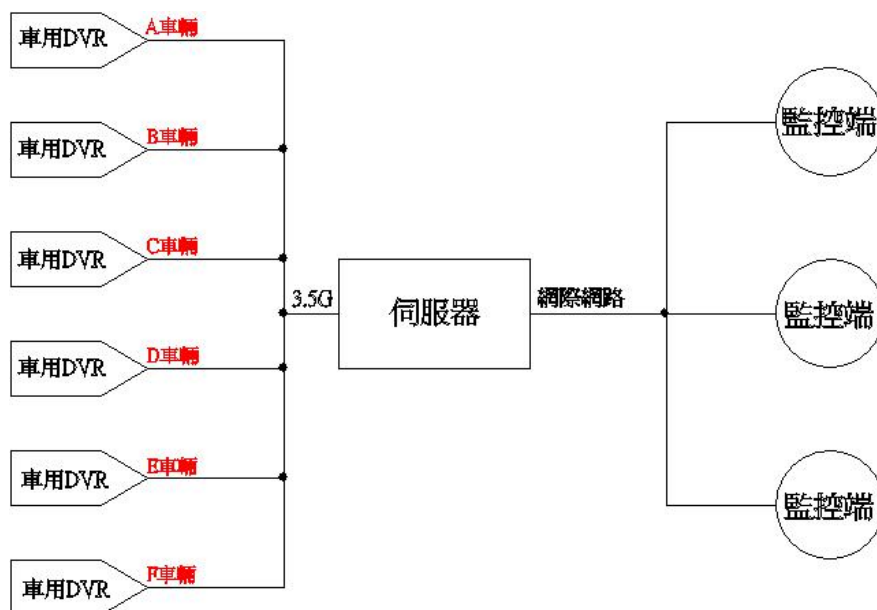 車用DVR
A車輛
車用DVR
B車輛
車用DVR
C車輛
車用DVR
D車輛
車用DVR
E車輛
車用DVR
F車輛
3.5G
伺服器
網際網路
監控端
監控端
監控端